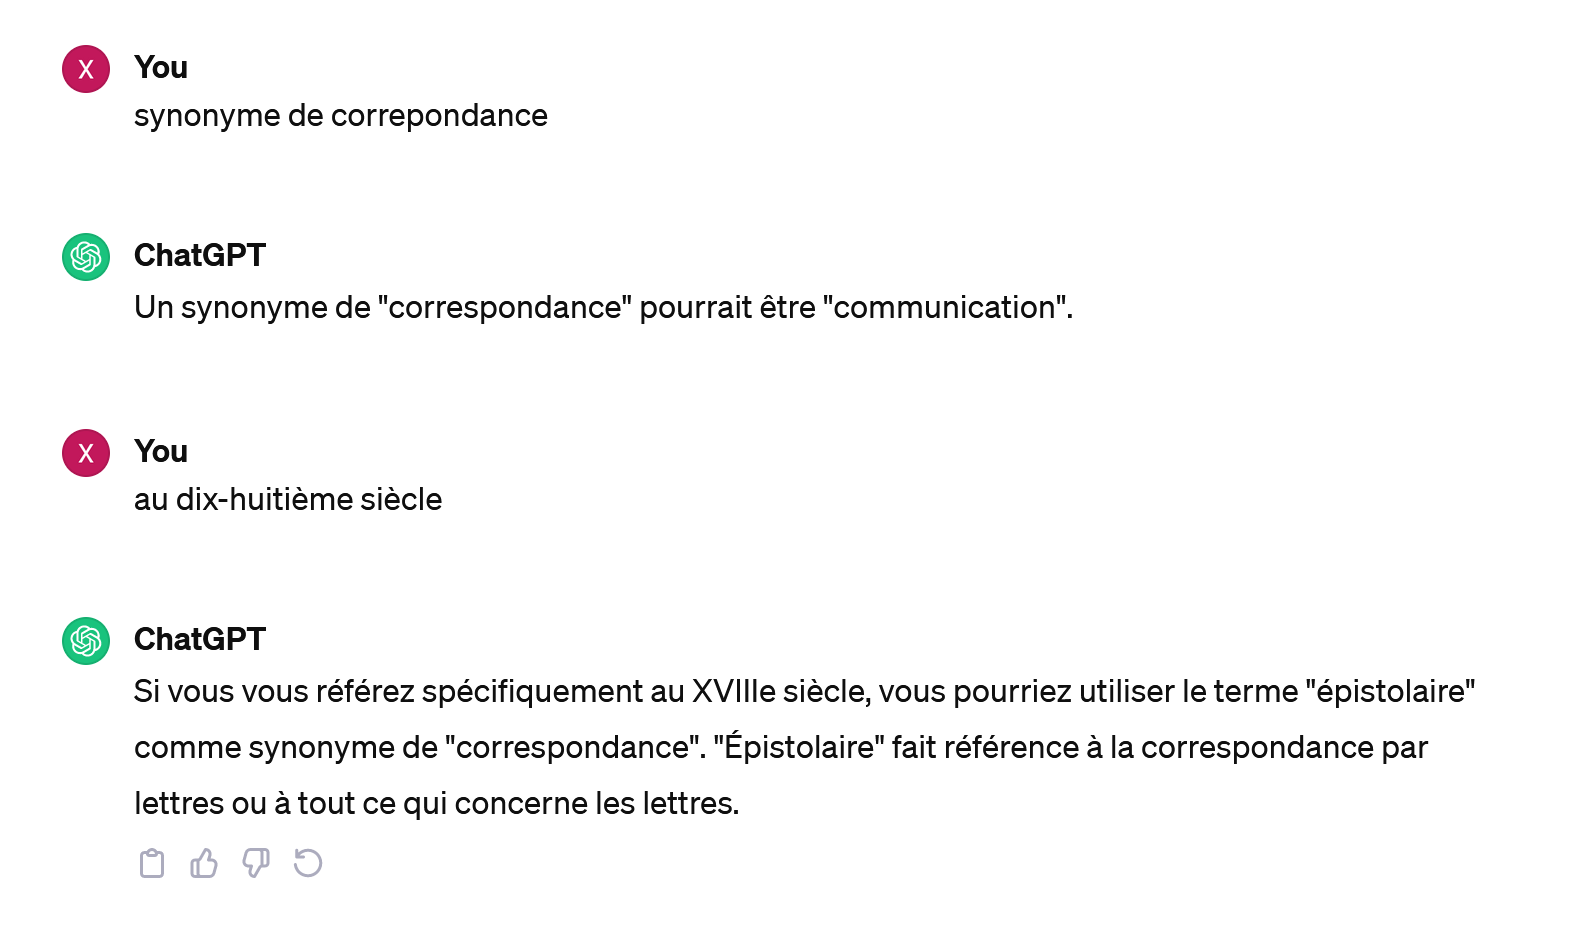 X
You
synonyme de correpondance
ChatGPT
Un synonyme de "correspondance" pourrait être "communication".
X
You
au dix-huitième siècle
ChatGPT
Si vous vous référez spécifiquement au XVIIIe siècle, vous pourriez utiliser le terme "épistolaire"
comme synonyme de "correspondance". "Épistolaire" fait référence à la correspondance par
lettres ou à tout ce qui concerne les lettres.